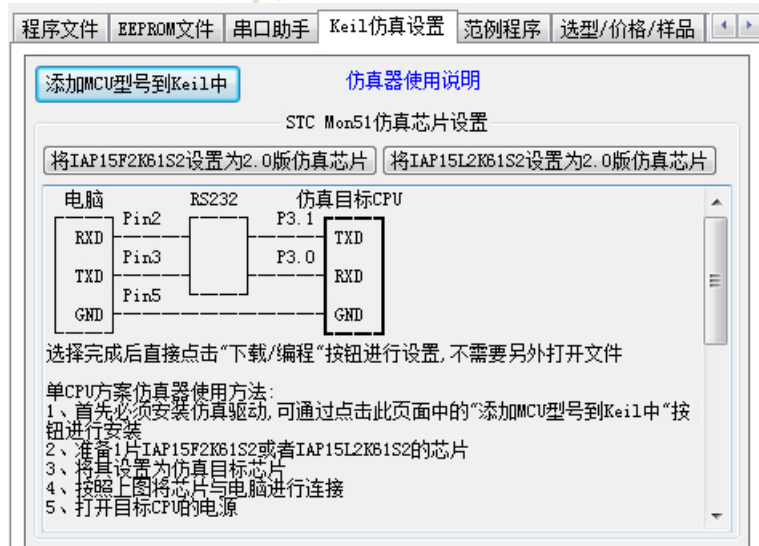 程序文件 EEPROM文件 串口助手 Keil仿真设置 范例程序 选型/价格/样品
添加MCU型号到Keil中 仿真器使用说明
STC Mon51仿真芯片设置
将IAP15F2K61S2设置为2.0版仿真芯片 将IAP15L2K61S2设置为2.0版仿真芯片
电脑 RS232 仿真目标CPU
Pin2 P3.1
RXD TXD
Pin3 P3.0
TXD RXD
Pin5
GND GND
选择完成后直接点击“下载/编程“按钮进行设置,不需要另外打开文件
单CPU方案仿真器使用方法:
1、首先必须安装仿真驱动,可通过点击此页面中的“添加MCU型号到Keil中“按
钮进行安装
2、准备1片IAP15F2K61S2或者IAP15L2K61S2的芯片
3、将其设置为仿真目标芯片
4、按照上图将芯片与电脑进行连接
5、打开目标CPU的电源